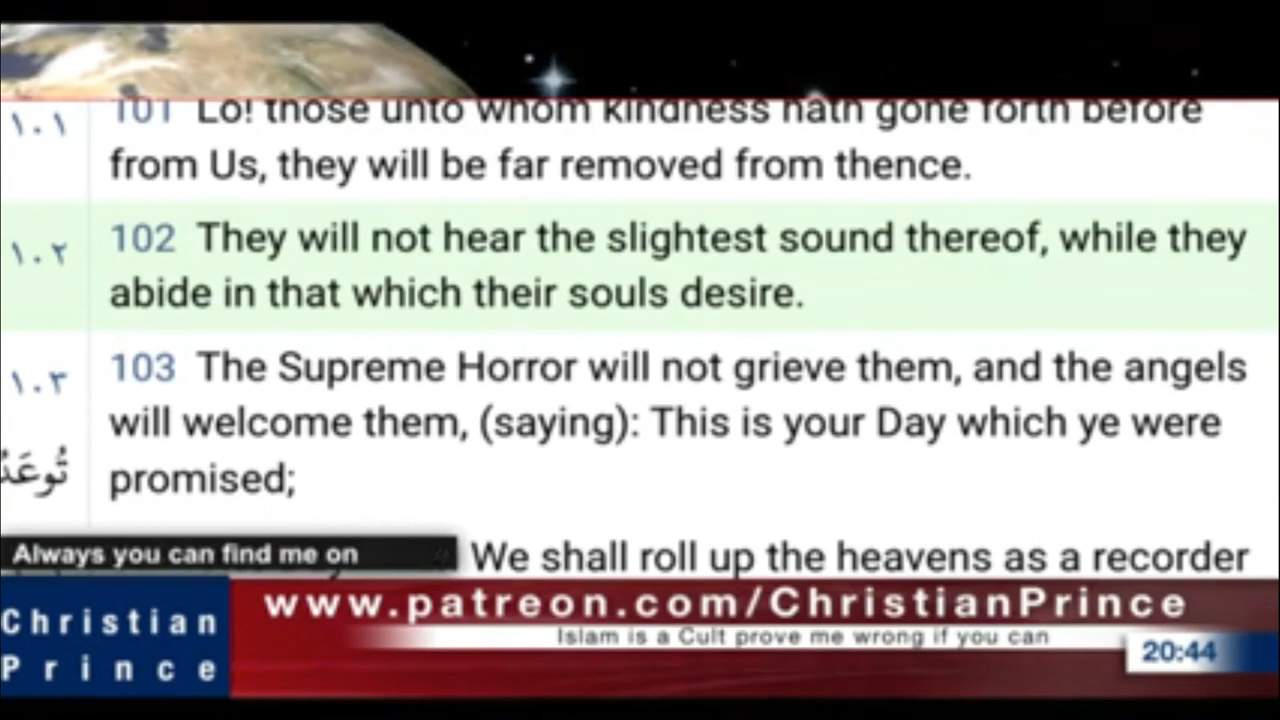 ١٠١ 101 Lo! those unto whom kindness hath gone forth before
from Us, they will be far removed from thence.
١٠٢ 102 They will not hear the slightest sound thereof, while they
abide in that which their souls desire.
١٠٣ 103 The Supreme Horror will not grieve them, and the angels
will welcome them, (saying): This is your Day which ye were
promised;
We shall roll up the heavens as a recorder
Always you can find me on
www.patreon.com/ChristianPrince
Islam is a Cult prove me wrong if you can
Christian
Prince
20:44